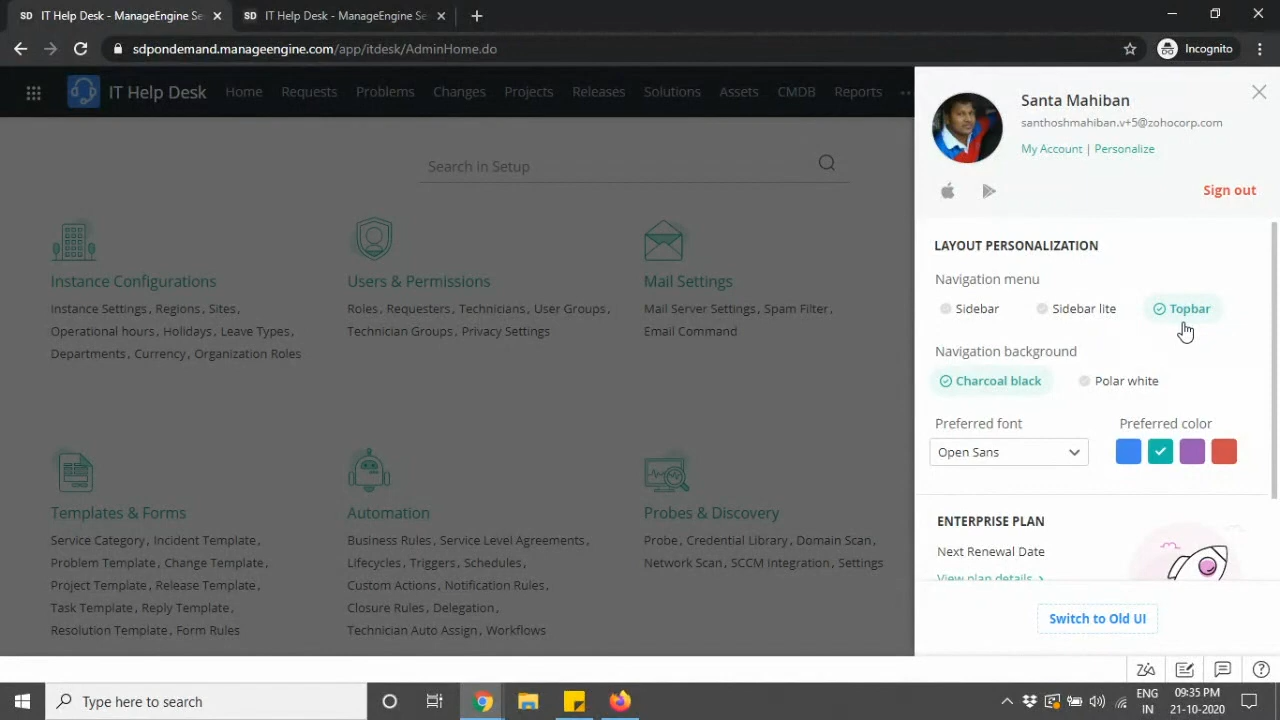 SD IT Help Desk - ManageEngine Se
SD IT Help Desk - ManageEngine Se
sdpondemand.manageengine.com/app/itdesk/AdminHome.do
Incognito
IT Help Desk
Home Requests Problems Changes Projects Releases Solutions Assets CMDB Reports
Search in Setup
Instance Configurations
Instance Settings, Regions, Sites,
Operational hours, Holidays, Leave Types,
Departments, Currency, Organization Roles
Users & Permissions
Roles, Requesters, Technicians, User Groups,
Technician Groups, Privacy Settings
Mail Settings
Mail Server Settings, Spam Filter,
Email Command
Templates & Forms
Service Category, Incident Template,
Problem Template, Change Template,
Project Template, Release Template,
Task Template, Reply Template,
Resolution Template, Form Rules
Automation
Business Rules, Service Level Agreements,
Lifecycles, Triggers, Schedules,
Custom Actions, Notification Rules,
Closure Rules, Delegation,
Technician Auto Assign, Workflows
Probes & Discovery
Probe, Credential Library, Domain Scan,
Network Scan, SCCM Integration, Settings
Santa Mahiban
santhoshmahiban.v+5@zohocorp.com
My Account | Personalize
Sign out
LAYOUT PERSONALIZATION
Navigation menu
Sidebar Sidebar lite Topbar
Navigation background
Charcoal black Polar white
Preferred font
Open Sans
Preferred color
ENTERPRISE PLAN
Next Renewal Date
View plan details
Switch to Old UI
Type here to search
ENG
IN
09:35 PM
21-10-2020